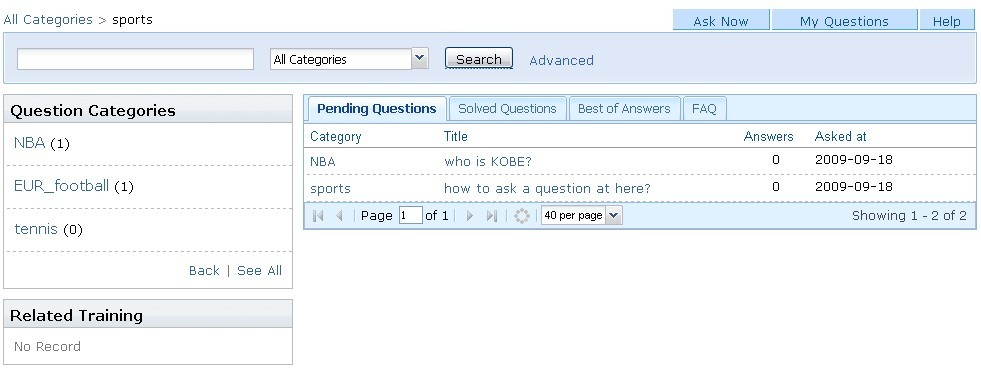 All Categories > sports
Ask Now
My Questions
Help
All Categories
Search
Advanced
Question Categories
NBA (1)
EUR_football (1)
tennis (0)
Back | See All
Related Training
No Record
Pending Questions
Solved Questions
Best of Answers
FAQ
Category Title Answers Asked at
NBA who is KOBE? 0 2009-09-18
sports how to ask a question at here? 0 2009-09-18
Page 1 of 1 40 per page Showing 1 - 2 of 2